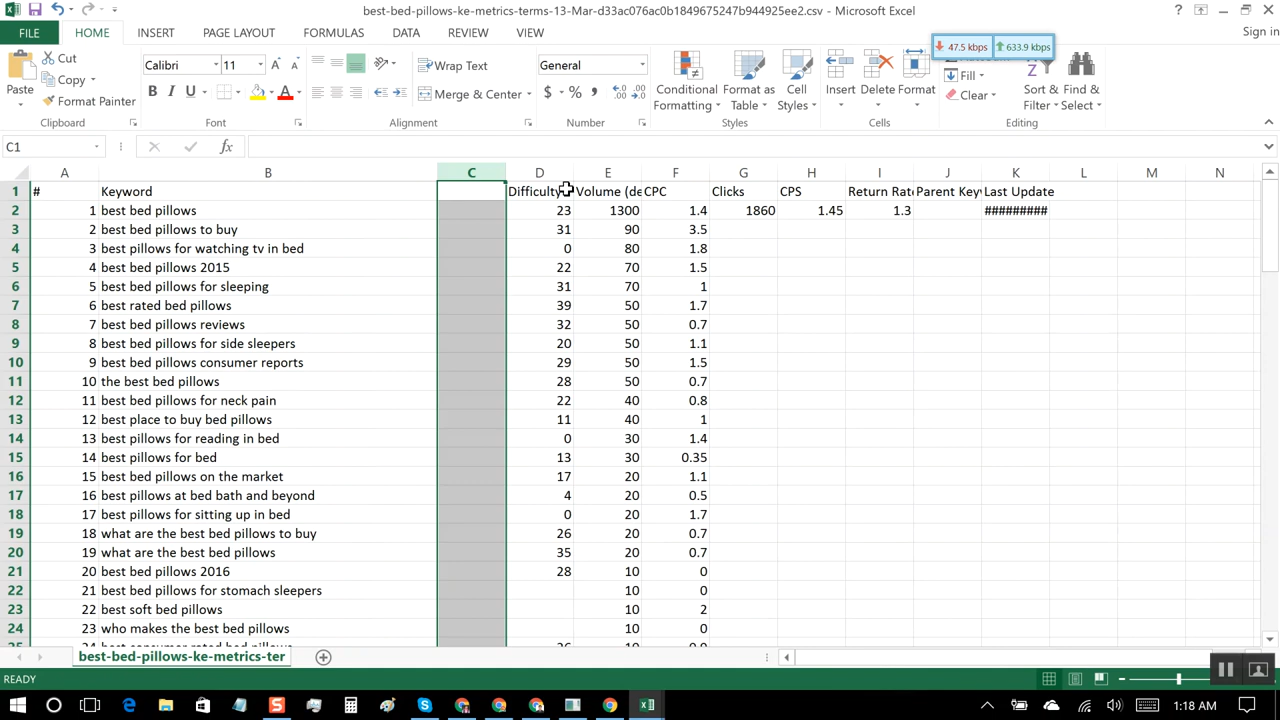 best-bed-pillows-ke-metrics-terms-13-Mar-d33ac076ac0b1849675247b944925ee2.csv - Microsoft Excel
FILE HOME INSERT PAGE LAYOUT FORMULAS DATA REVIEW VIEW Sign in
47.5 kbps 633.9 kbps
Paste
Cut
Copy
Format Painter
Clipboard
Calibri 11
B I U
Font
Wrap Text
Merge & Center
Alignment
General
$ % ,
Number
Conditional Formatting
Format as Table
Cell Styles
Styles
Insert Delete Format
Cells
Fill
Clear
Sort & Filter
Find & Select
Editing
C1 fx
A B C D E F G H I J K L M N
1 # Keyword Difficulty Volume (de CPC Clicks CPS Return Rate Parent Key Last Update
2 1 best bed pillows 23 1300 1.4 1860 1.45 1.3 #########
3 2 best bed pillows to buy 31 90 3.5
4 3 best pillows for watching tv in bed 0 80 1.8
5 4 best bed pillows 2015 22 70 1.5
6 5 best bed pillows for sleeping 31 70 1
7 6 best rated bed pillows 39 50 1.7
8 7 best bed pillows reviews 32 50 0.7
9 8 best bed pillows for side sleepers 20 50 1.1
10 9 best bed pillows consumer reports 29 50 1.5
11 10 the best bed pillows 28 50 0.7
12 11 best bed pillows for neck pain 22 40 0.8
13 12 best place to buy bed pillows 11 40 1
14 13 best pillows for reading in bed 0 30 1.4
15 14 best pillows for bed 13 30 0.35
16 15 best bed pillows on the market 17 20 1.1
17 16 best pillows at bed bath and beyond 4 20 0.5
18 17 best pillows for sitting up in bed 0 20 1.7
19 18 what are the best bed pillows to buy 26 20 0.7
20 19 what are the best bed pillows 35 20 0.7
21 20 best bed pillows 2016 28 10 0
22 21 best bed pillows for stomach sleepers 10 0
23 22 best soft bed pillows 10 2
24 23 who makes the best bed pillows 10 0
best-bed-pillows-ke-metrics-ter
READY
1:18 AM